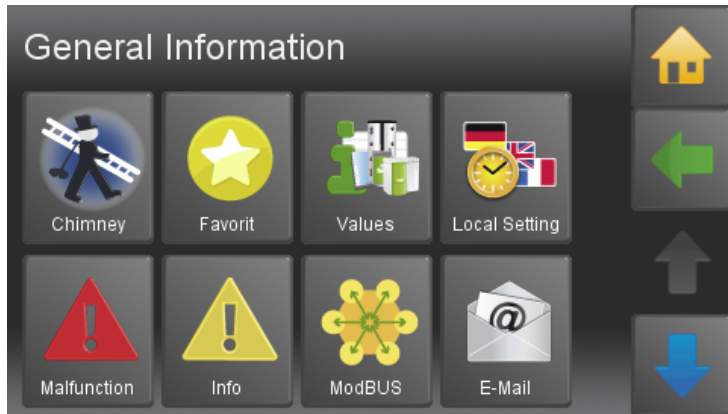 General Information
Chimney
Favorit
Values
Local Setting
Malfunction
Info
ModBUS
@
E-Mail